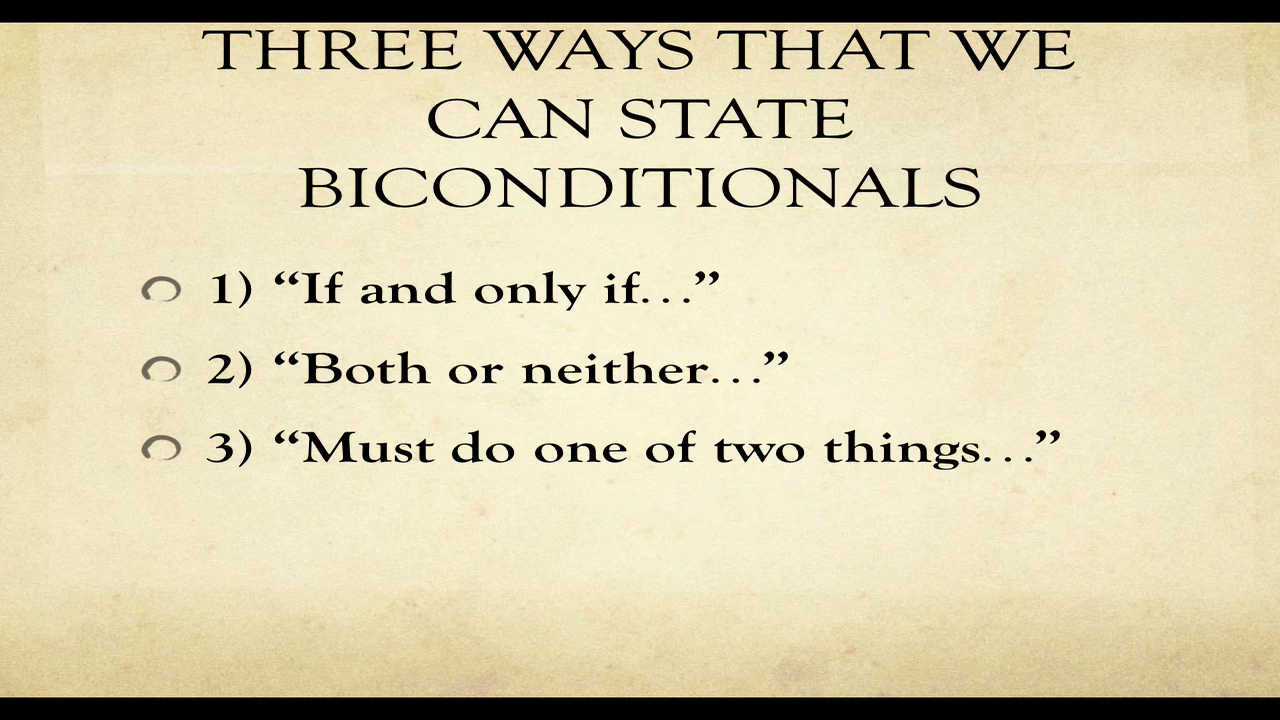 THREE WAYS THAT WE
CAN STATE
BICONDITIONALS
1) “If and only if…”
2) “Both or neither…”
3) “Must do one of two things…”